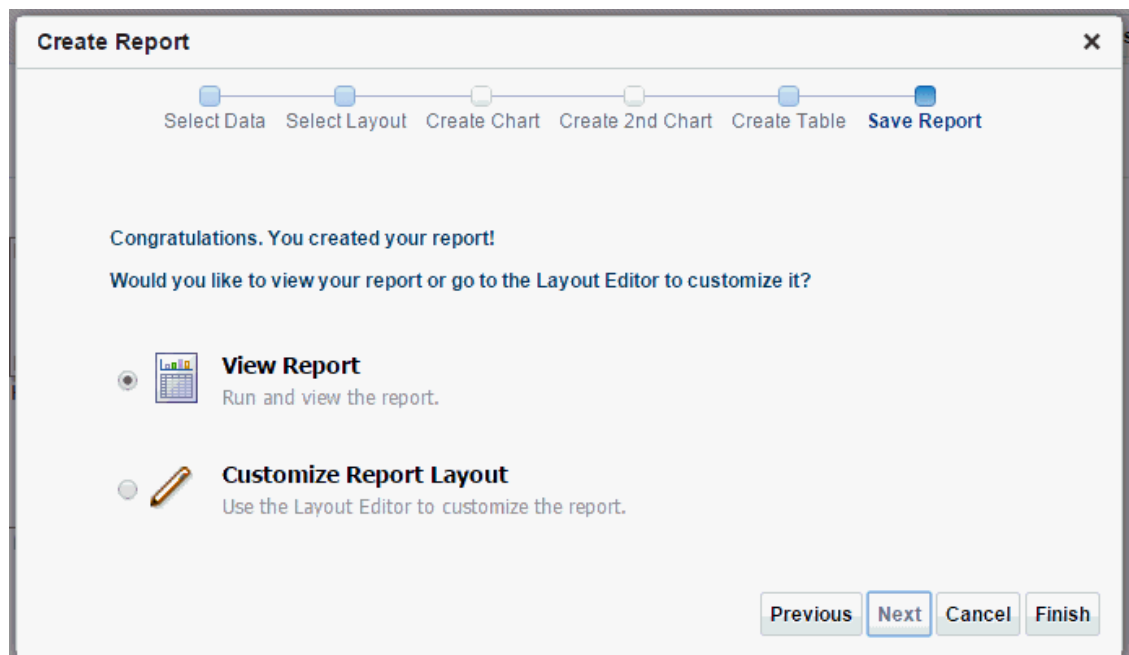 Create Report
Select Data Select Layout Create Chart Create 2nd Chart Create Table Save Report
Congratulations. You created your report!
Would you like to view your report or go to the Layout Editor to customize it?
View Report
Run and view the report.
Customize Report Layout
Use the Layout Editor to customize the report.
Previous Next Cancel Finish